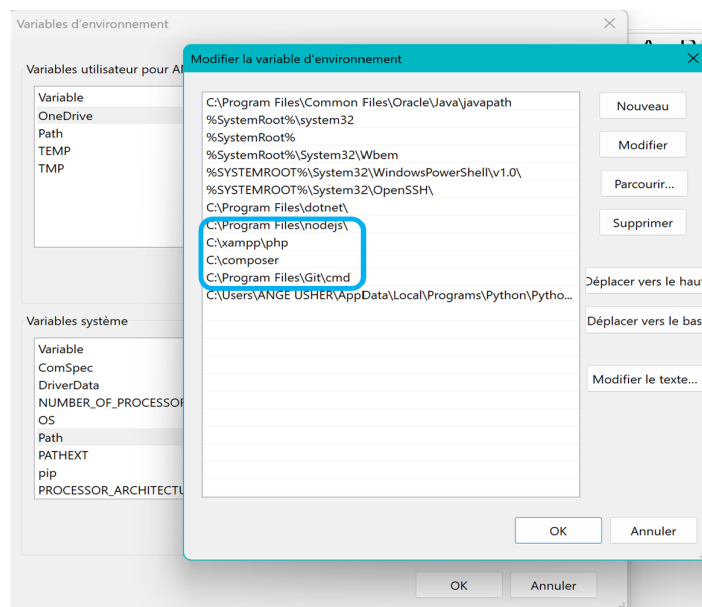 Variables d'environnement
Modifier la variable d'environnement
Variables utilisateur pour
Variable
OneDrive
Path
TEMP
TMP
C:\Program Files\Common Files\Oracle\Java\javapath
%SystemRoot%\system32
%SystemRoot%
%SystemRoot%\System32\Wbem
%SYSTEMROOT%\System32\WindowsPowerShell\v1.0\
%SYSTEMROOT%\System32\OpenSSH\
C:\Program Files\dotnet\
C:\Program Files\nodejs\
C:\xampp\php
C:\composer
C:\Program Files\Git\cmd
C:\Users\ANGE USHER\AppData\Local\Programs\Python\Pytho...
Nouveau
Modifier
Parcourir...
Supprimer
Déplacer vers le haut
Déplacer vers le bas
Modifier le texte...
Variables système
Variable
ComSpec
DriverData
NUMBER_OF_PROCESSOR
OS
Path
PATHEXT
pip
PROCESSOR_ARCHITECTU
OK
Annuler
OK
Annuler